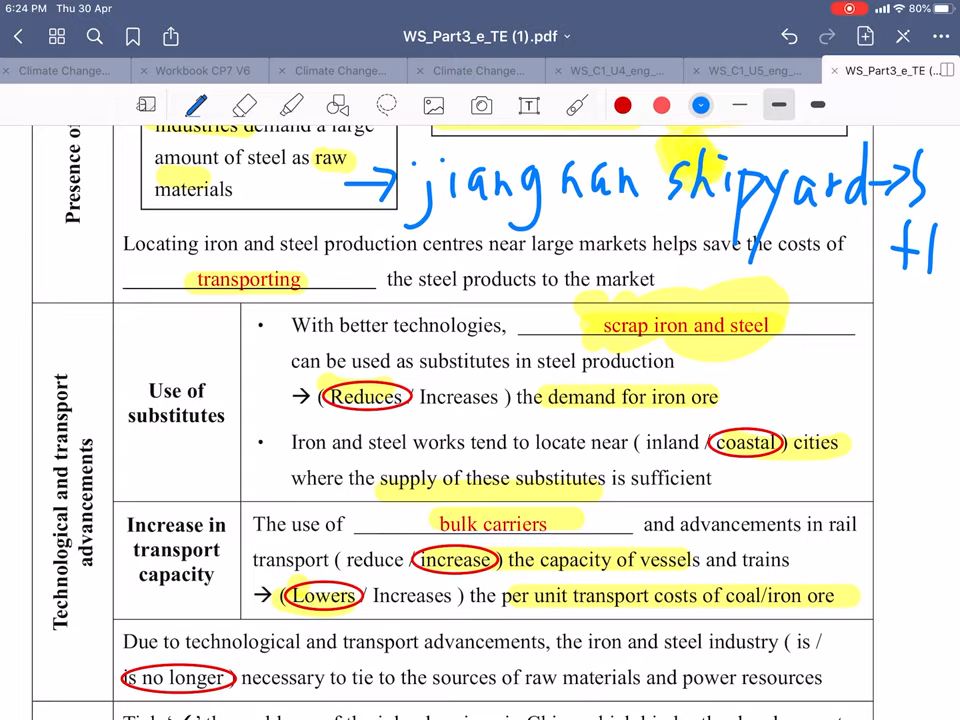 6:24 PM Thu 30 Apr
80%
WS_Part3_e_TE (1).pdf
Climate Change...
Workbook CP7 V6
Climate Change...
Climate Change...
WS_C1_U4_eng_...
WS_C1_U5_eng_...
WS_Part3_e_TE (...
Presence of
industries demand a large
amount of steel as raw
materials
→ jiangnan shipyard → s
Locating iron and steel production centres near large markets helps save the costs of
transporting the steel products to the market
Technological and transport
advancements
Use of
substitutes
• With better technologies, scrap iron and steel
can be used as substitutes in steel production
→ ( Reduces / Increases ) the demand for iron ore
• Iron and steel works tend to locate near ( inland / coastal ) cities
where the supply of these substitutes is sufficient
Increase in
transport
capacity
The use of bulk carriers and advancements in rail
transport ( reduce / increase ) the capacity of vessels and trains
→ ( Lowers / Increases ) the per unit transport costs of coal/iron ore
Due to technological and transport advancements, the iron and steel industry ( is /
is no longer ) necessary to tie to the sources of raw materials and power resources